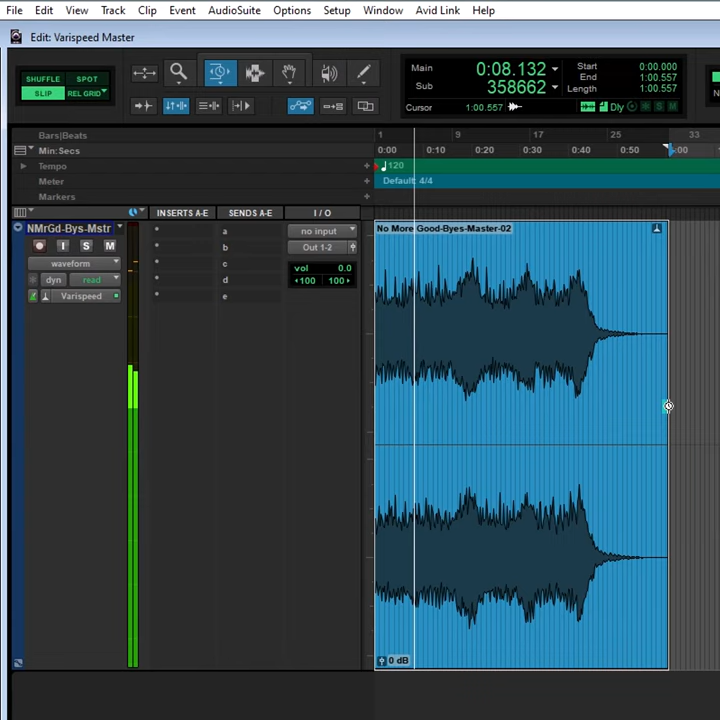 File Edit View Track Clip Event AudioSuite Options Setup Window Avid Link Help
Edit: Varispeed Master
SHUFFLE SPOT
SLIP REL GRID
Main 0:08.132
Sub 358662
Cursor 1:00.557
Start 0:00.000
End 1:00.557
Length 1:00.557
Dly S M
N
Bars|Beats 1 9 17 25 33
Min:Secs 0:00 0:10 0:20 0:30 0:40 0:50 :00
Tempo 120
Meter Default: 4/4
Markers
INSERTS A-E SENDS A-E I / O
NMrGd-Bys-Mstr
I S M
waveform
dyn read
Varispeed
a
b
c
d
e
no input
Out 1-2
vol 0.0
100 100
No More Good-Byes-Master-02
0 dB